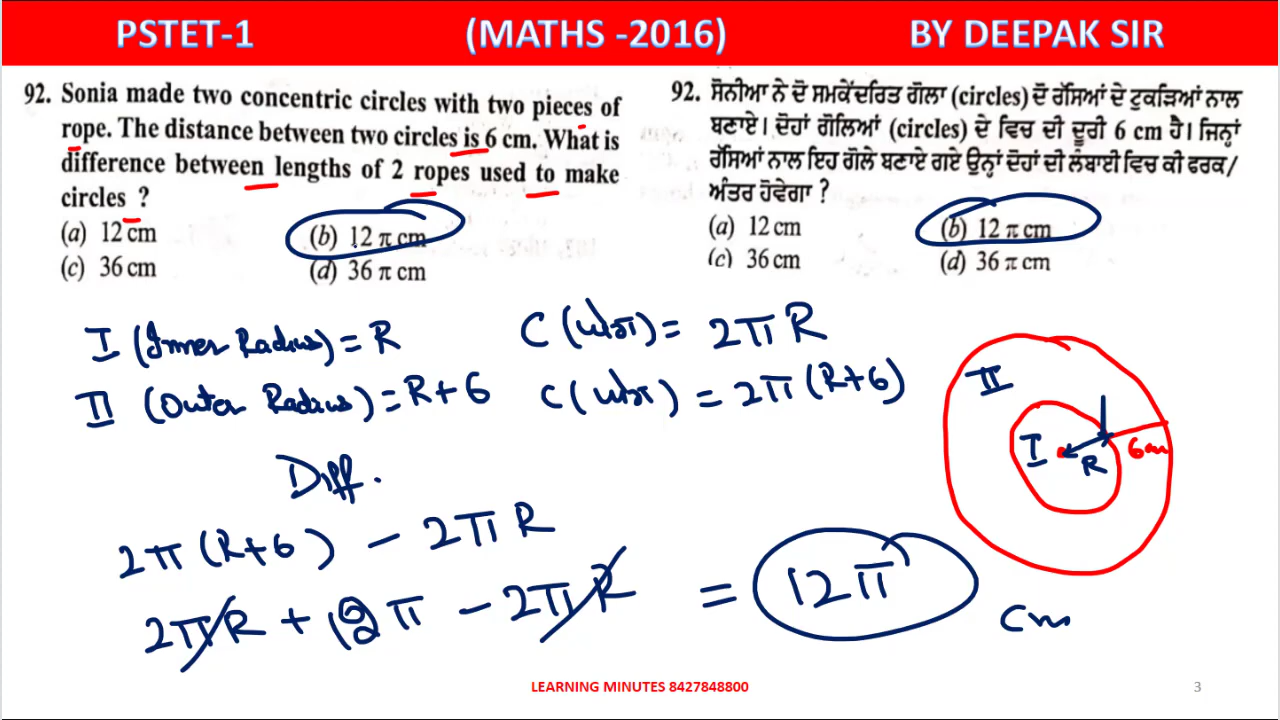 PSTET-1 (MATHS -2016) BY DEEPAK SIR
92. Sonia made two concentric circles with two pieces of
rope. The distance between two circles is 6 cm. What is
difference between lengths of 2 ropes used to make
circles ?
(a) 12 cm (b) 12 π cm
(c) 36 cm (d) 36 π cm
92. ਸੋਨੀਆ ਨੇ ਦੋ ਸਮਕੇਂਦਰਿਤ ਗੋਲਾ (circles) ਦੋ ਰੱਸਿਆਂ ਦੇ ਟੁਕੜਿਆਂ ਨਾਲ
ਬਣਾਏ। ਦੋਹਾਂ ਗੋਲਿਆਂ (circles) ਦੇ ਵਿਚ ਦੀ ਦੂਰੀ 6 cm ਹੈ। ਜਿਨ੍ਹਾਂ
ਰੱਸਿਆਂ ਨਾਲ ਇਹ ਗੋਲੇ ਬਣਾਏ ਗਏ ਉਨ੍ਹਾਂ ਦੋਹਾਂ ਦੀ ਲੰਬਾਈ ਵਿਚ ਕੀ ਫਰਕ/
ਅੰਤਰ ਹੋਵੇਗਾ ?
(a) 12 cm (b) 12 π cm
(c) 36 cm (d) 36 π cm
I (Inner Radius) = R C ( ) = 2πR
II (Outer Radius) = R+6 C ( ) = 2π(R+6)
II
I R 6cm
Diff.
2π(R+6) - 2πR
2πR + 12π - 2πR = 12π cm
LEARNING MINUTES 8427848800
3